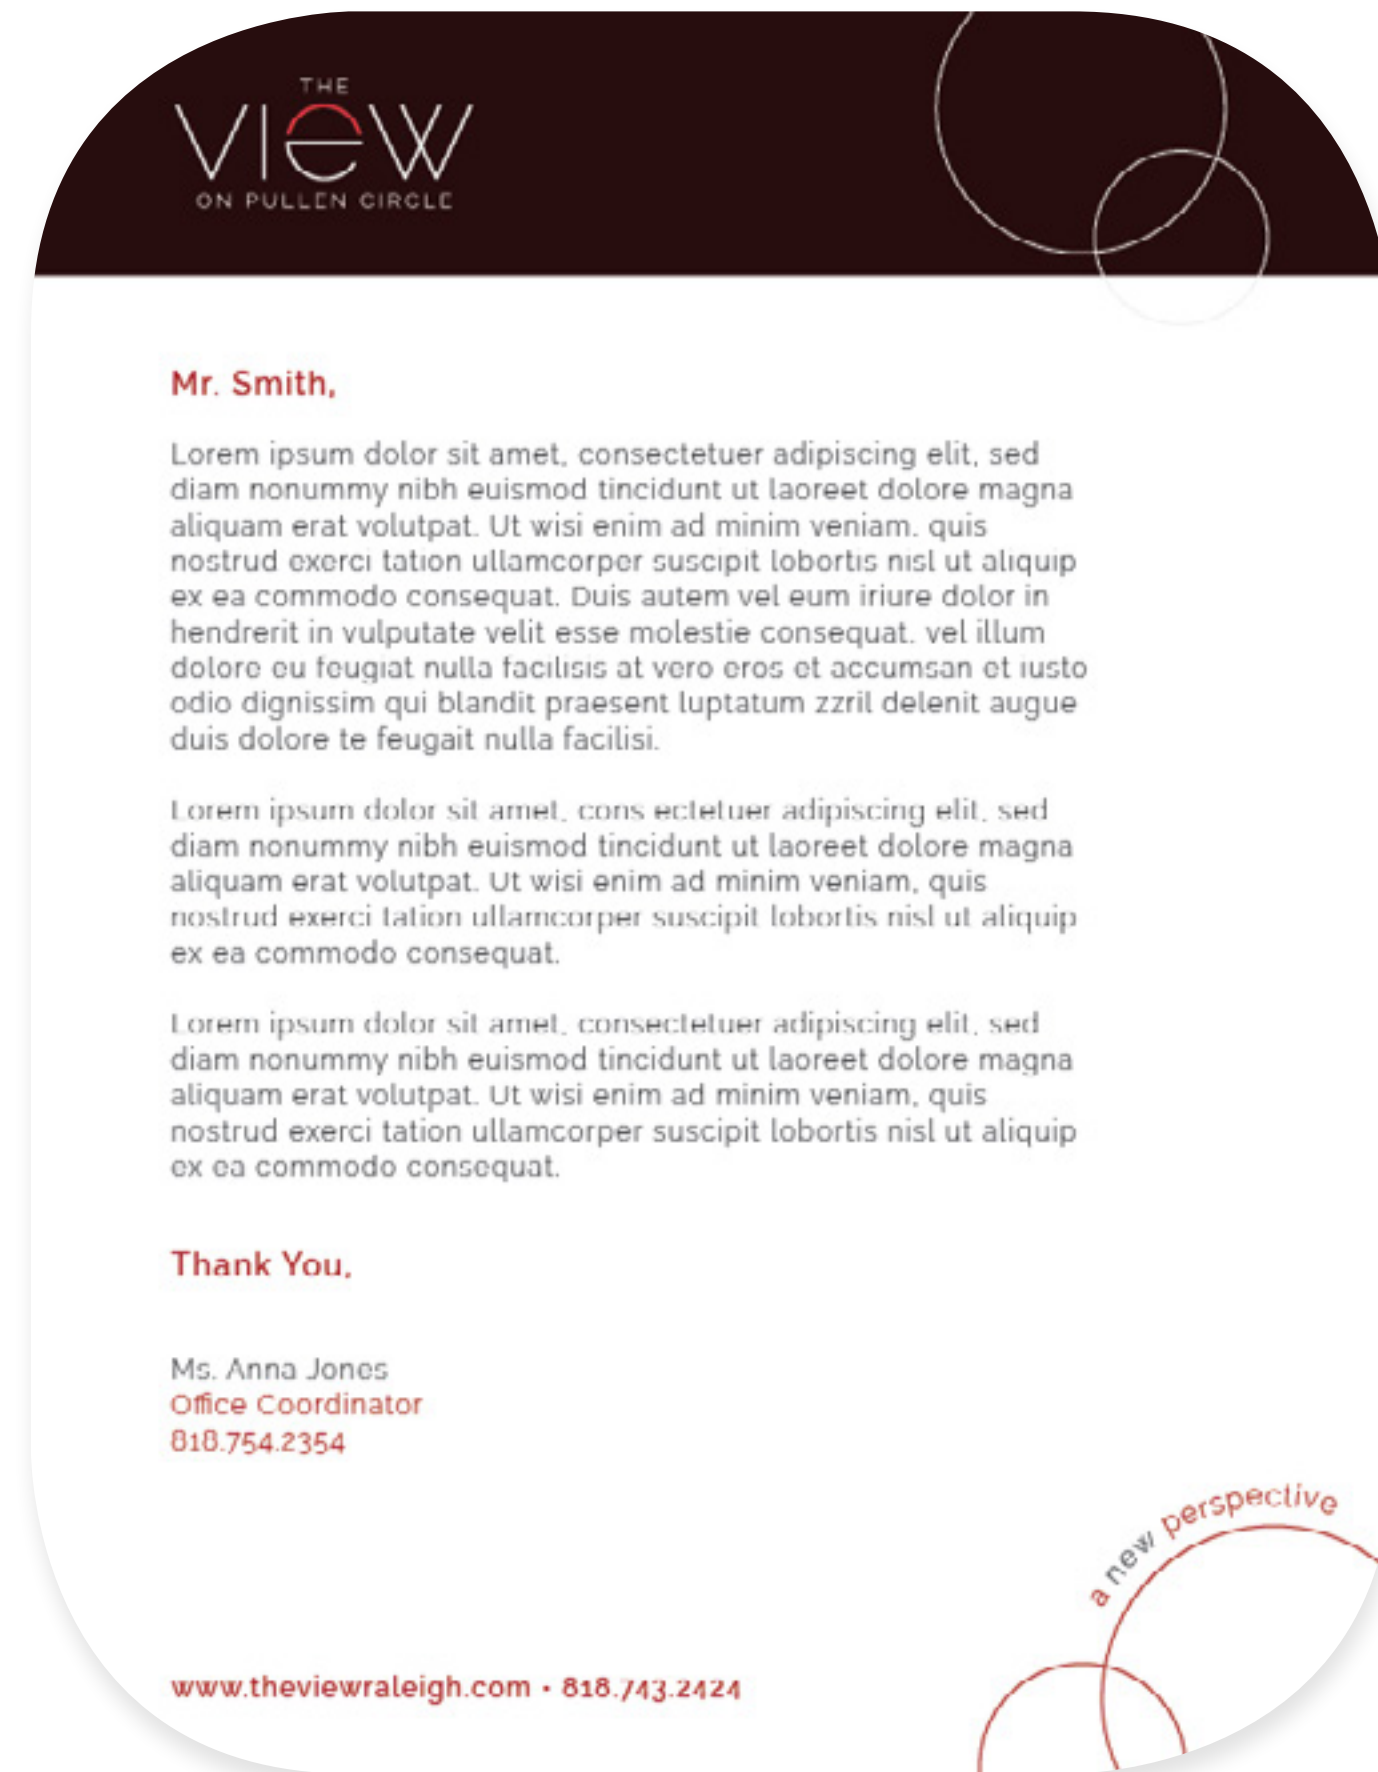 THE
VIEW
ON PULLEN CIRCLE
Mr. Smith,
Lorem ipsum dolor sit amet, consectetuer adipiscing elit, sed
diam nonummy nibh euismod tincidunt ut laoreet dolore magna
aliquam erat volutpat. Ut wisi enim ad minim veniam. quis
nostrud exerci tation ullamcorper suscipit lobortis nisl ut aliquip
ex ea commodo consequat. Duis autem vel eum iriure dolor in
hendrerit in vulputate velit esse molestie consequat. vel illum
dolore eu feugiat nulla facilisis at vero eros et accumsan et iusto
odio dignissim qui blandit praesent luptatum zzril delenit augue
duis dolore te feugait nulla facilisi.
Lorem ipsum dolor sit amet, cons ectetuer adipiscing elit, sed
diam nonummy nibh euismod tincidunt ut laoreet dolore magna
aliquam erat volutpat. Ut wisi enim ad minim veniam, quis
nostrud exerci tation ullamcorper suscipit lobortis nisl ut aliquip
ex ea commodo consequat.
Lorem ipsum dolor sit amet, consectetuer adipiscing elit, sed
diam nonummy nibh euismod tincidunt ut laoreet dolore magna
aliquam erat volutpat. Ut wisi enim ad minim veniam, quis
nostrud exerci tation ullamcorper suscipit lobortis nisl ut aliquip
ex ea commodo consequat.
Thank You,
Ms. Anna Jones
Office Coordinator
818.754.2354
a new perspective
www.theviewraleigh.com • 818.743.2424